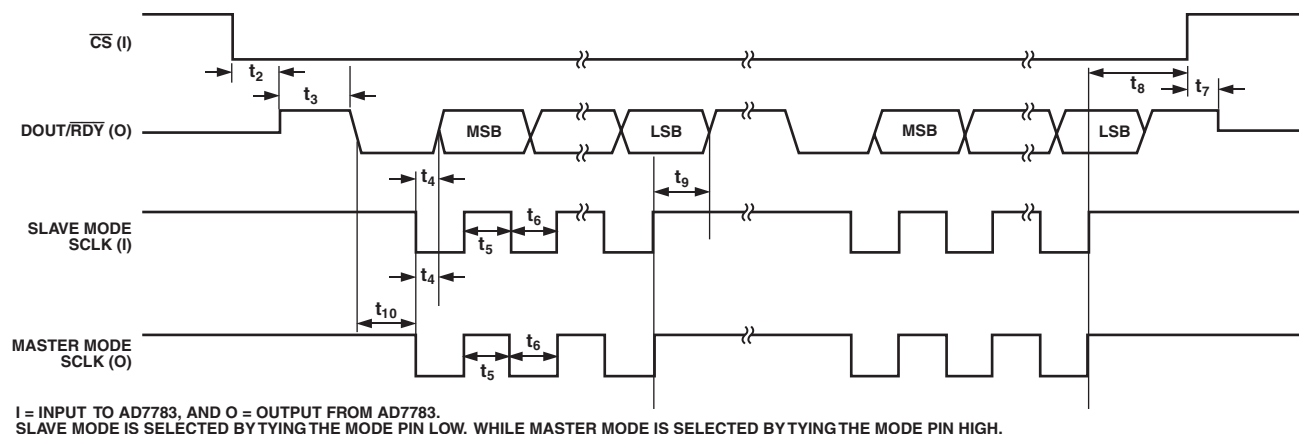 C̅S̅ (I)
t2
t3
t8
t7
DOUT/R̅D̅Y̅ (O)
MSB
LSB
MSB
LSB
t4
t9
SLAVE MODE
SCLK (I)
t5
t6
t4
t10
MASTER MODE
SCLK (O)
t5
t6
I = INPUT TO AD7783, AND O = OUTPUT FROM AD7783.
SLAVE MODE IS SELECTED BY TYING THE MODE PIN LOW, WHILE MASTER MODE IS SELECTED BY TYING THE MODE PIN HIGH.